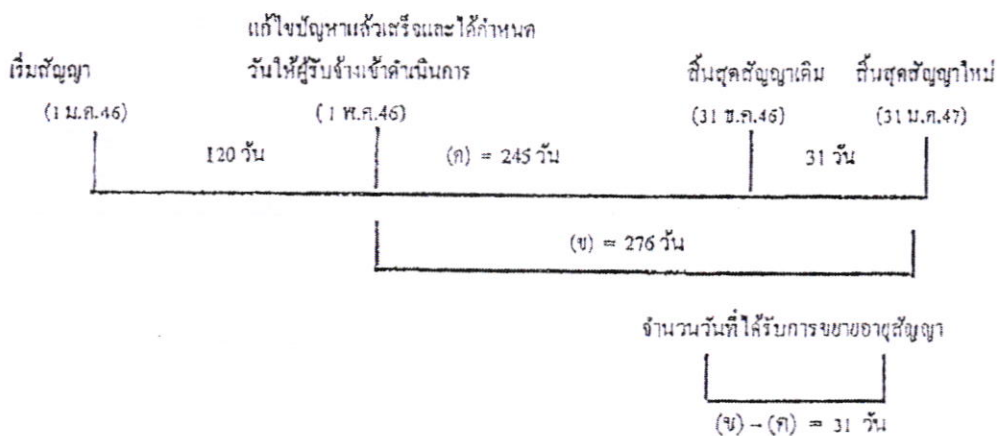 แก้ไขปัญหาแล้วเสร็จและได้กำหนด
เริ่มสัญญา วันให้ผู้รับจ้างเข้าดำเนินการ สิ้นสุดสัญญาเดิม สิ้นสุดสัญญาใหม่
(1 ม.ค.46) (1 พ.ค.46) (31 ธ.ค.46) (31 ม.ค.47)
120 วัน (ค) = 245 วัน 31 วัน
(ข) = 276 วัน
จำนวนวันที่ได้รับการขยายอายุสัญญา
(ข) – (ค) = 31 วัน